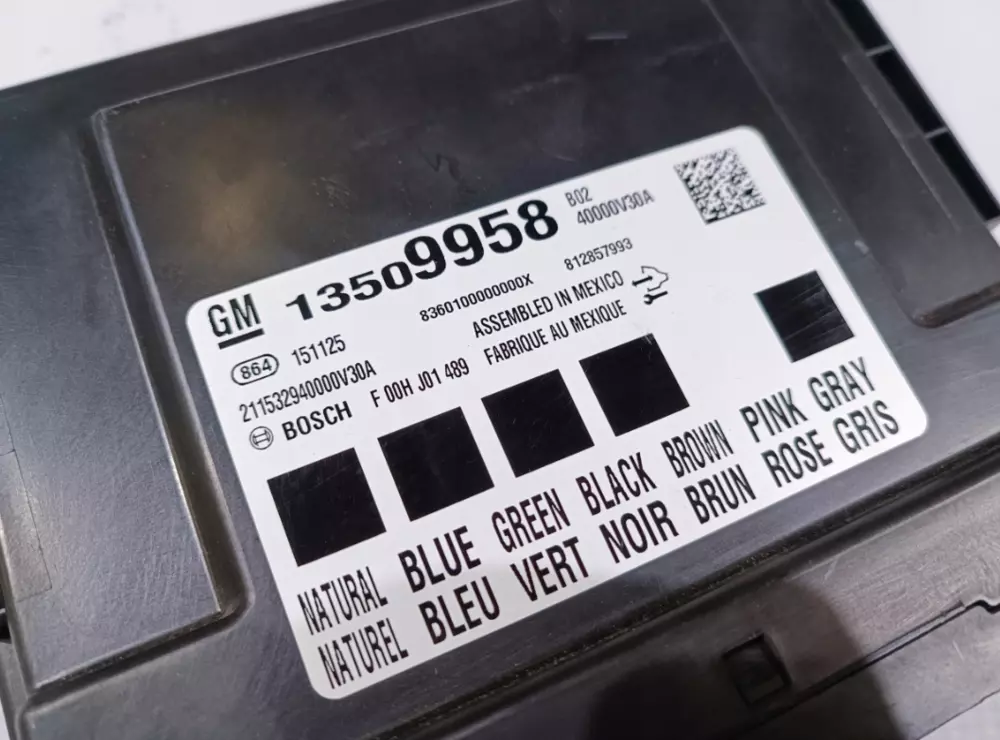 GM 13509958 B02
40000V30A
864 151125 8360100000000X 812857993
211532940000V30A ASSEMBLED IN MEXICO
BOSCH F 00H J01 489 FABRIQUE AU MEXIQUE
NATURAL BLUE GREEN BLACK BROWN PINK GRAY
NATUREL BLEU VERT NOIR BRUN ROSE GRIS